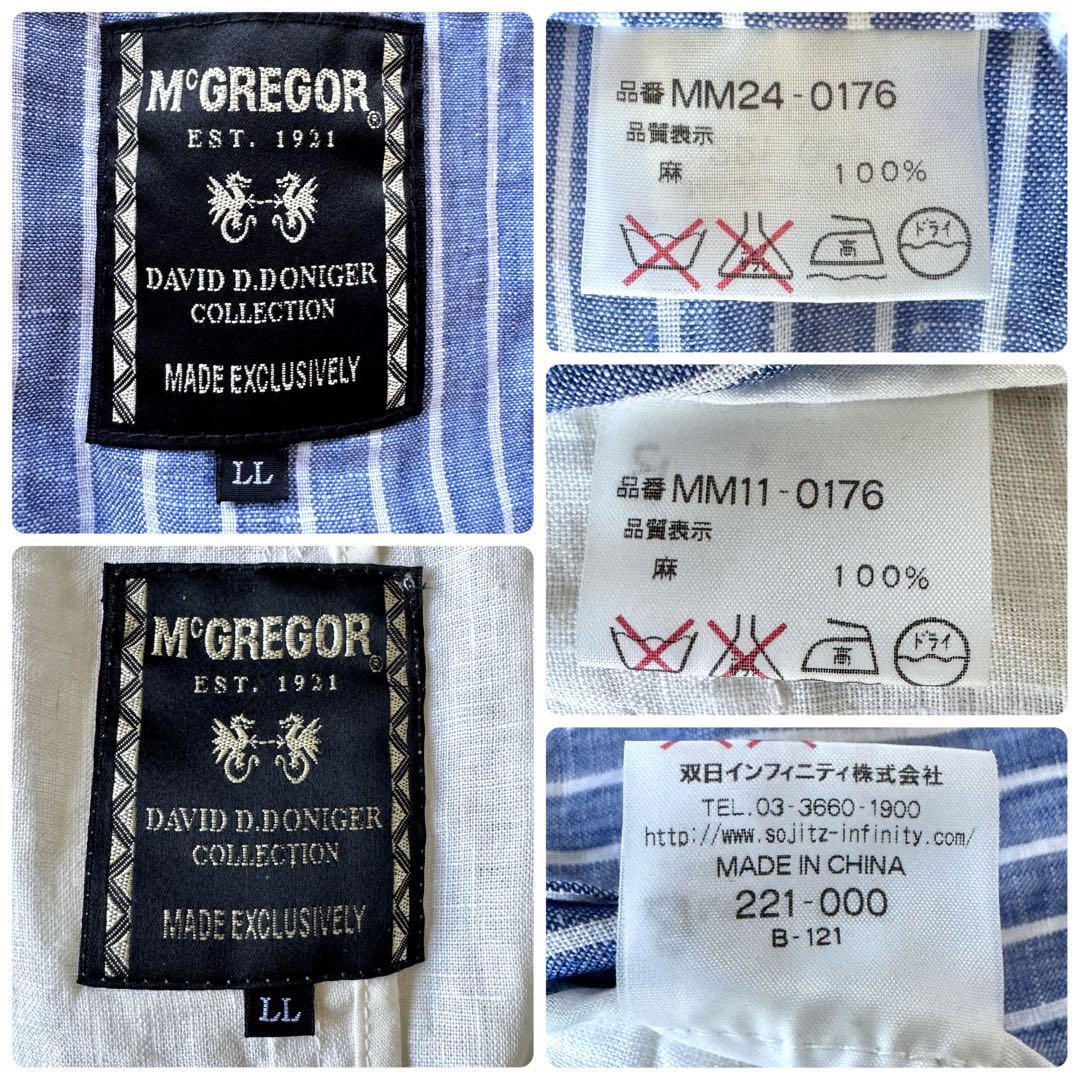 McGREGOR®
EST. 1921
DAVID D.DONIGER
COLLECTION
MADE EXCLUSIVELY
LL
品番 MM24-0176
品質表示
麻 100%
高 ドライ
品番 MM11-0176
品質表示
麻 100%
高 ドライ
McGREGOR®
EST. 1921
DAVID D.DONIGER
COLLECTION
MADE EXCLUSIVELY
LL
双日インフィニティ株式会社
TEL.03-3660-1900
http://www.sojitz-infinity.com/
MADE IN CHINA
221-000
B-121